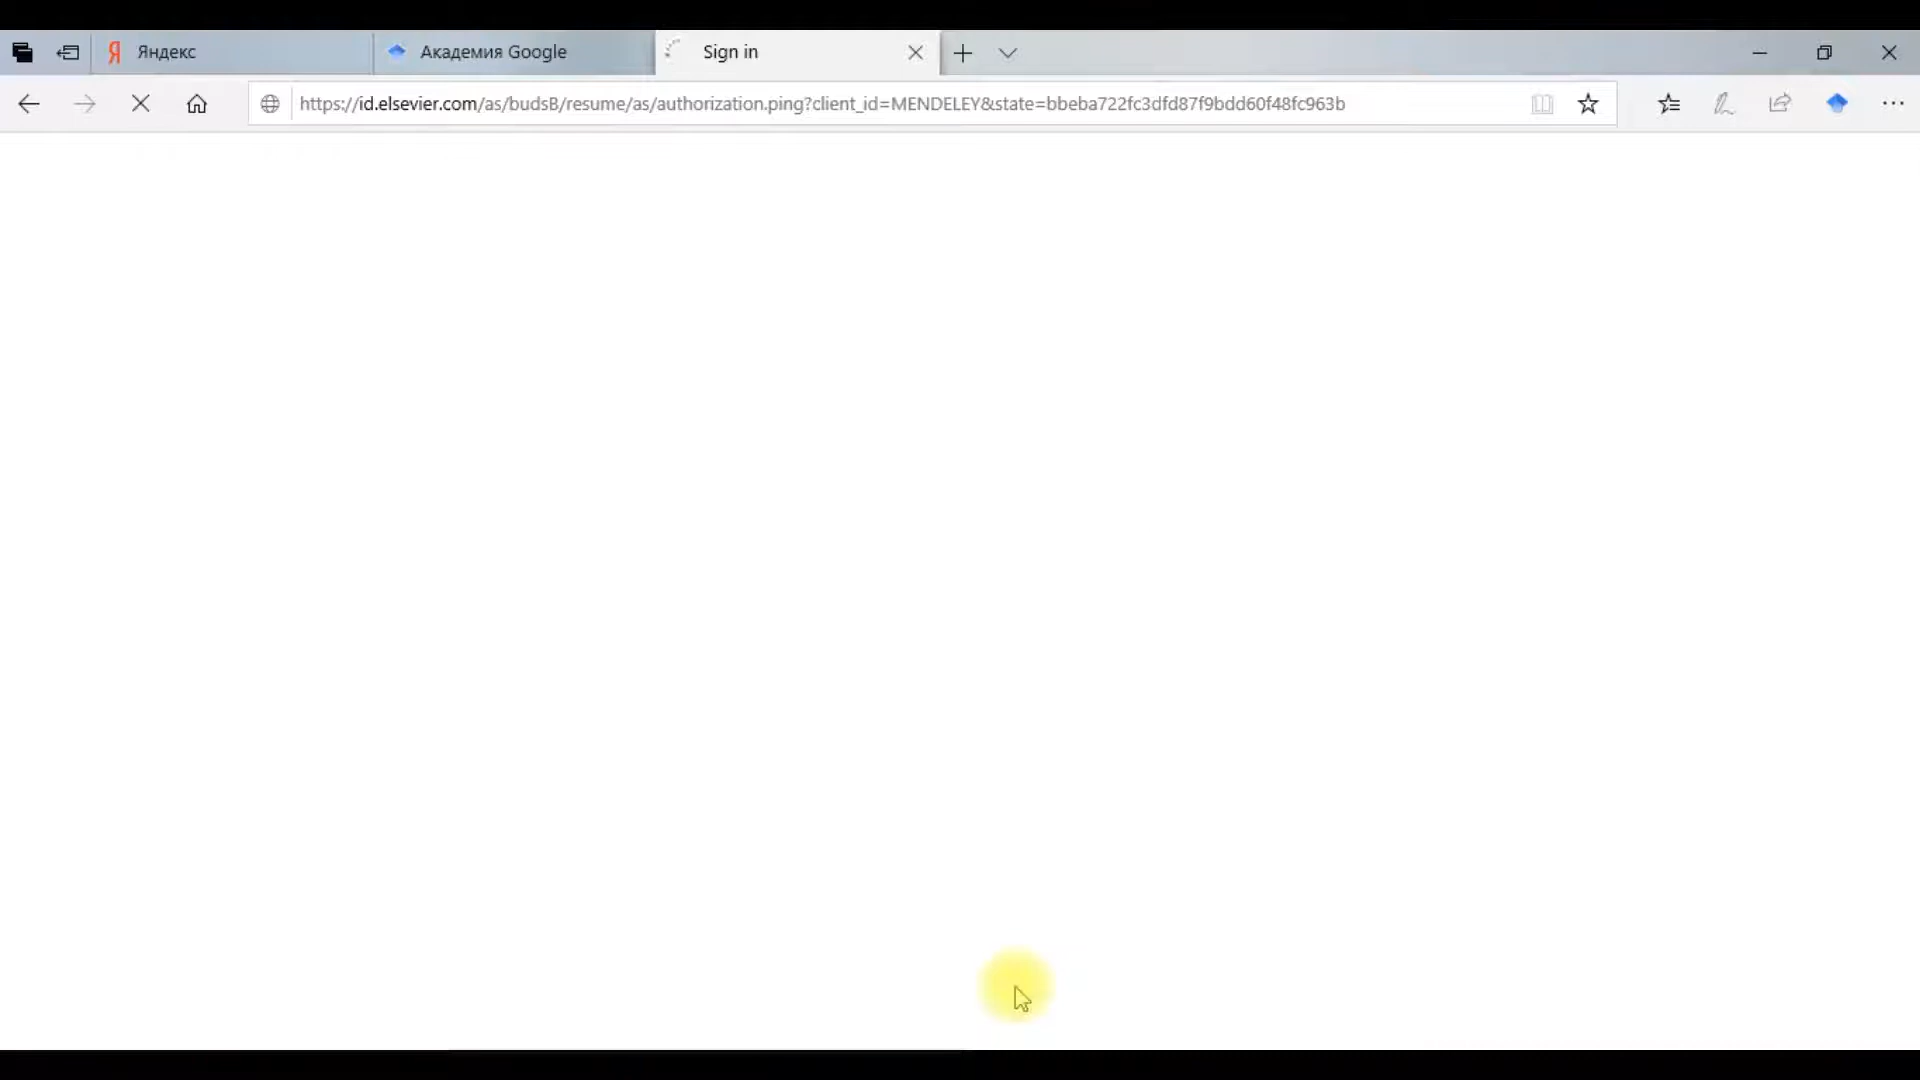 Яндекс
Академия Google
Sign in
https://id.elsevier.com/as/budsB/resume/as/authorization.ping?client_id=MENDELEY&state=bbeba722fc3dfd87f9bdd60f48fc963b